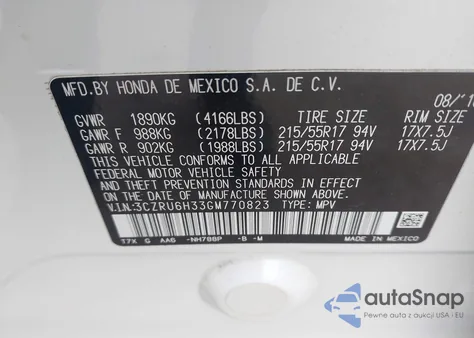 MFD.BY HONDA DE MEXICO S.A. DE C.V.
GVWR 1890KG (4166LBS) TIRE SIZE RIM SIZE
GAWR F 988KG (2178LBS) 215/55R17 94V 17X7.5J
GAWR R 902KG (1988LBS) 215/55R17 94V 17X7.5J
THIS VEHICLE CONFORMS TO ALL APPLICABLE
FEDERAL MOTOR VEHICLE SAFETY
AND THEFT PREVENTION STANDARDS IN EFFECT
ON THE DATE OF MANUFACTURE SHOWN ABOVE.
V.I.N:3CZRU6H33GM770823 TYPE: MPV
T7X G AA6 -NH788P -B -M
MADE IN MEXICO
autoSnap
Pewne auta z aukcji USA i EU